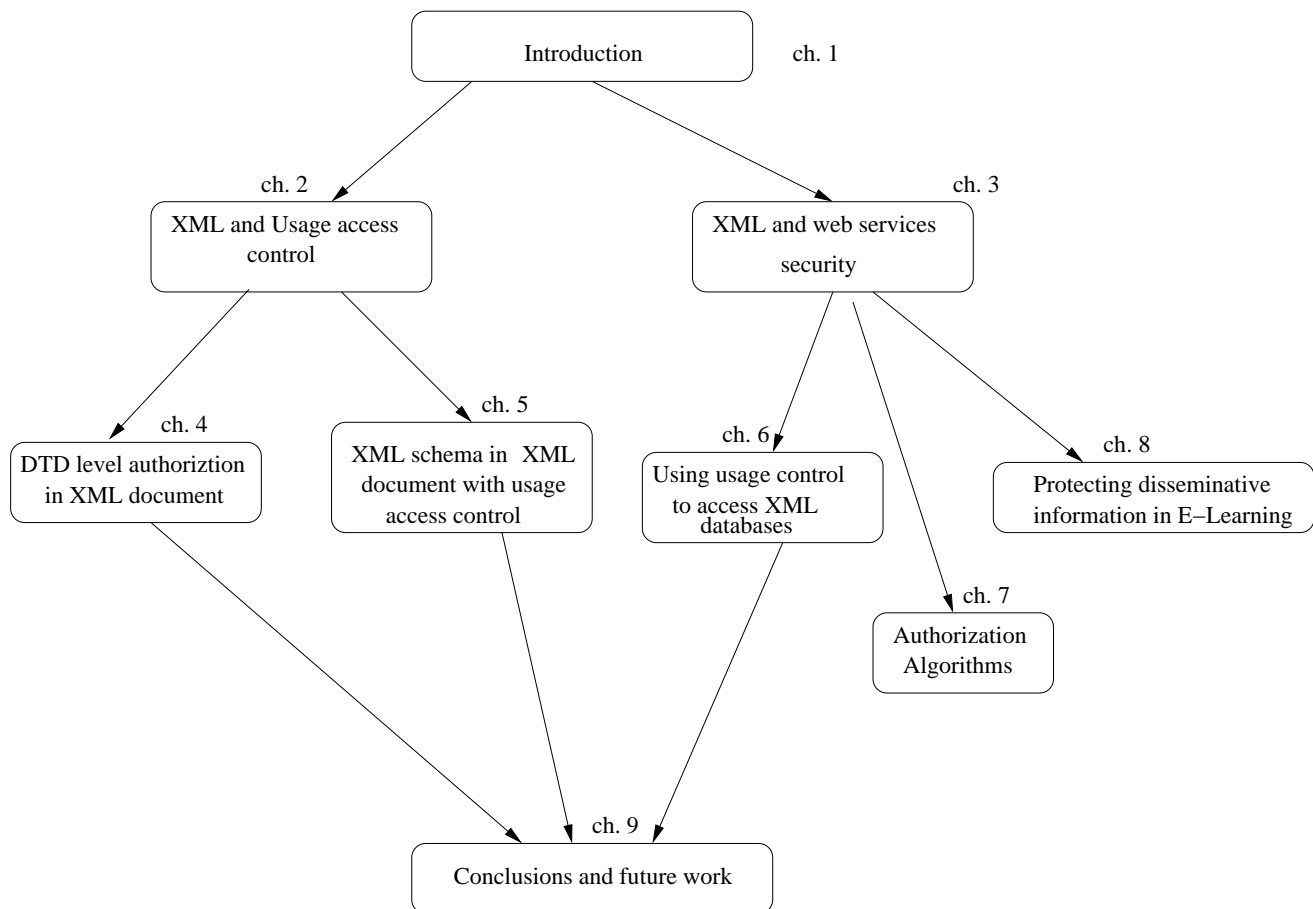 Introduction
ch. 1
ch. 2
XML and Usage access
control
ch. 3
XML and web services
security
ch. 4
DTD level authoriztion
in XML document
ch. 5
XML schema in XML
document with usage
access control
ch. 6
Using usage control
to access XML
databases
ch. 8
Protecting disseminative
information in E–Learning
ch. 7
Authorization
Algorithms
ch. 9
Conclusions and future work